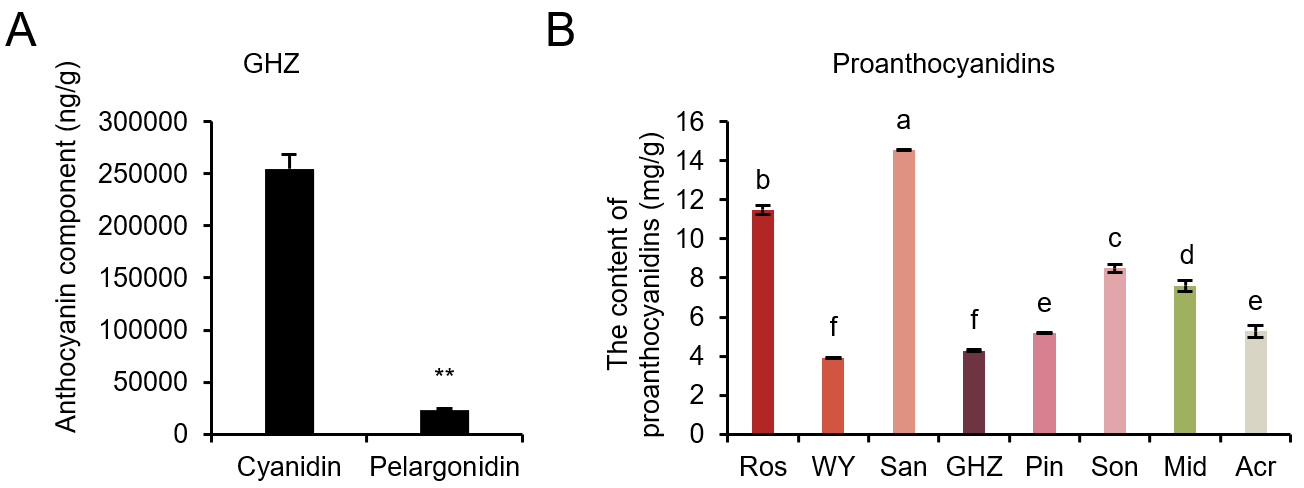 A
GHZ
Anthocyanin component (ng/g)
300000
250000
200000
150000
100000
50000
0
**
Cyanidin
Pelargonidin
B
Proanthocyanidins
The content of
proanthocyanidins (mg/g)
16
14
12
10
8
6
4
2
0
b
f
a
f
e
c
d
e
Ros
WY
San
GHZ
Pin
Son
Mid
Acr